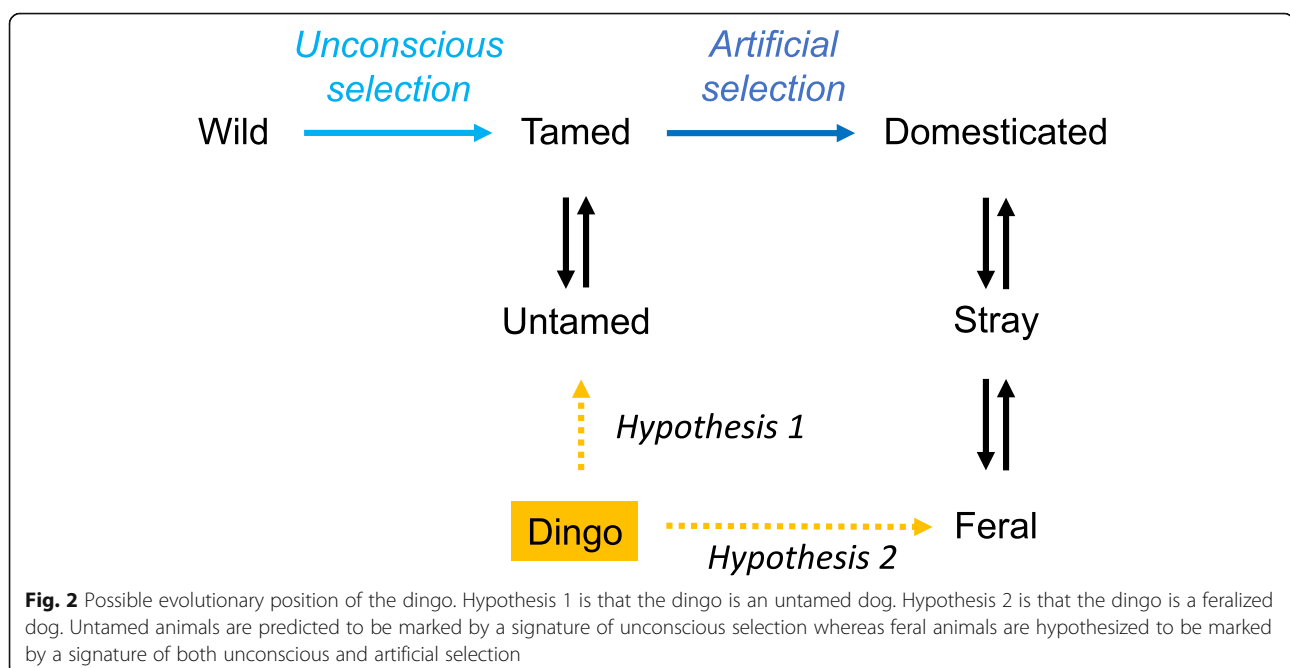 Unconscious
selection
Artificial
selection
Wild
Tamed
Domesticated
Untamed
Stray
Hypothesis 1
Dingo
Feral
Hypothesis 2
Fig. 2 Possible evolutionary position of the dingo. Hypothesis 1 is that the dingo is an untamed dog. Hypothesis 2 is that the dingo is a feralized
dog. Untamed animals are predicted to be marked by a signature of unconscious selection whereas feral animals are hypothesized to be marked
by a signature of both unconscious and artificial selection